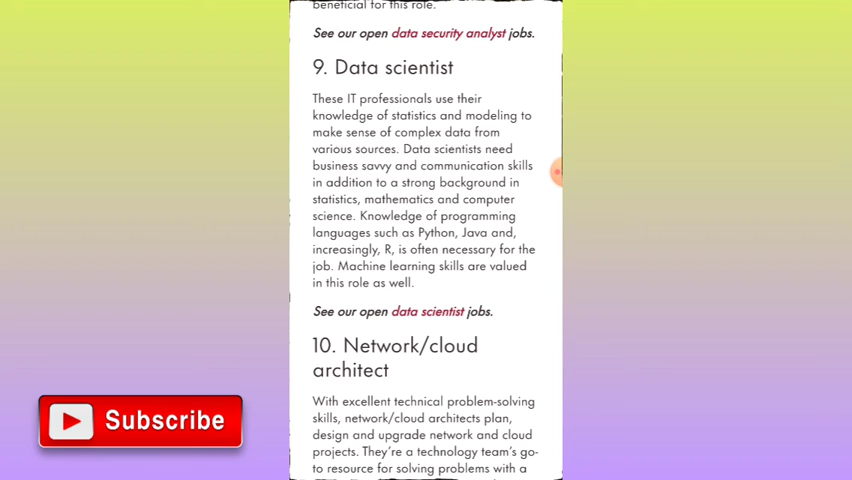 beneficial for this role.
See our open data security analyst jobs.
9. Data scientist
These IT professionals use their
knowledge of statistics and modeling to
make sense of complex data from
various sources. Data scientists need
business savvy and communication skills
in addition to a strong background in
statistics, mathematics and computer
science. Knowledge of programming
languages such as Python, Java and,
increasingly, R, is often necessary for the
job. Machine learning skills are valued
in this role as well.
See our open data scientist jobs.
10. Network/cloud
architect
With excellent technical problem-solving
skills, network/cloud architects plan,
design and upgrade network and cloud
projects. They're a technology team's go-
to resource for solving problems with a
Subscribe